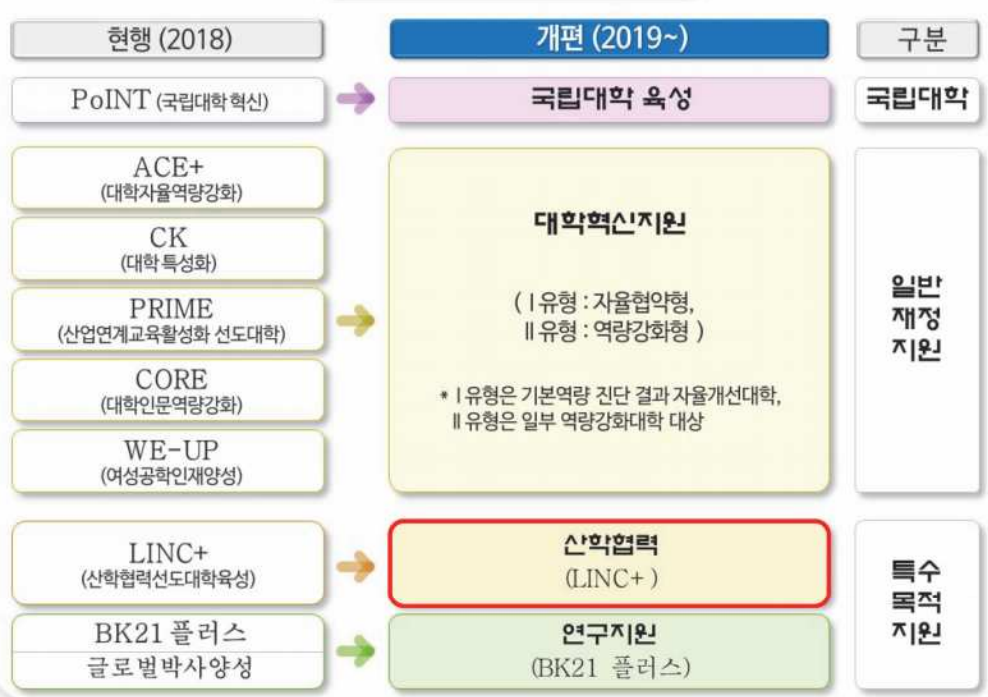 현행 (2018)
개편 (2019~)
구분
PoINT (국립대학 혁신)
국립대학 육성
국립대학
ACE+
(대학자율역량강화)
CK
(대학 특성화)
PRIME
(산업연계교육활성화 선도대학)
CORE
(대학인문역량강화)
WE-UP
(여성공학인재양성)
대학혁신지원
( Ⅰ유형 : 자율협약형,
Ⅱ유형 : 역량강화형 )
* Ⅰ유형은 기본역량 진단 결과 자율개선대학,
Ⅱ유형은 일부 역량강화대학 대상
일반
재정
지원
LINC+
(산학협력선도대학육성)
산학협력
(LINC+ )
BK21 플러스
글로벌박사양성
연구지원
(BK21 플러스)
특수
목적
지원